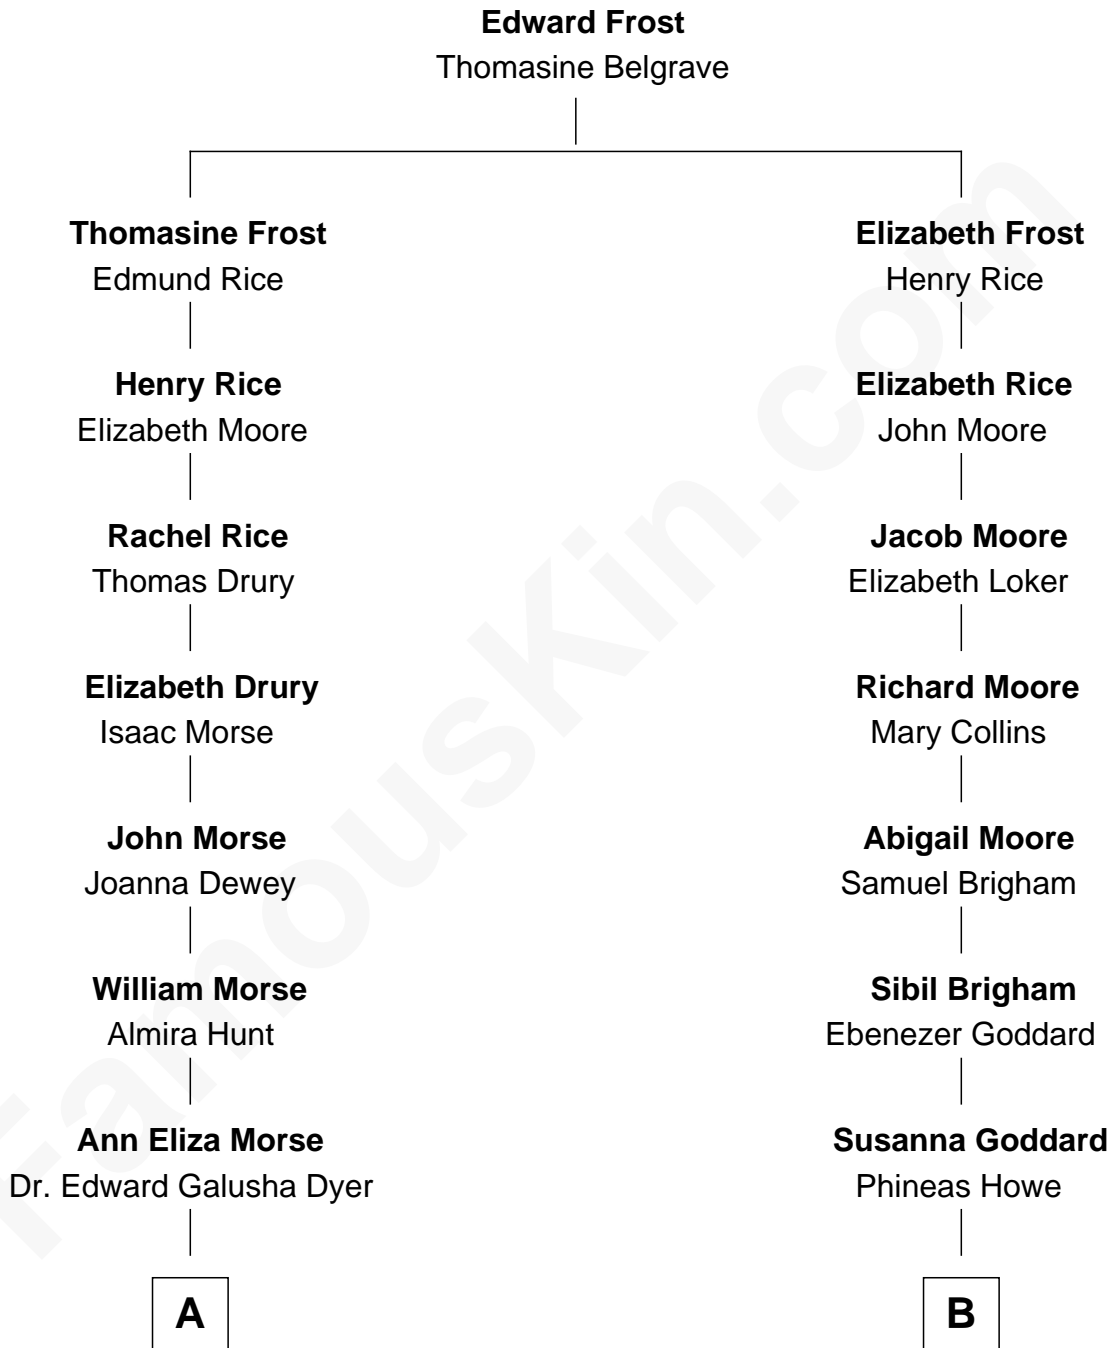 Edward Frost
Thomasine Belgrave
Thomasine Frost
Edmund Rice
Elizabeth Frost
Henry Rice
Henry Rice
Elizabeth Moore
Elizabeth Rice
John Moore
Rachel Rice
Thomas Drury
Jacob Moore
Elizabeth Loker
Elizabeth Drury
Isaac Morse
Richard Moore
Mary Collins
John Morse
Joanna Dewey
Abigail Moore
Samuel Brigham
William Morse
Almira Hunt
Sibil Brigham
Ebenezer Goddard
Ann Eliza Morse
Dr. Edward Galusha Dyer
Susanna Goddard
Phineas Howe
A
B
FamousKin.com